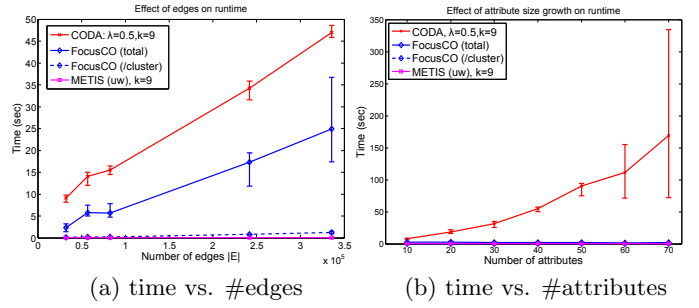 Effect of edges on runtime
50
45
40
35
30
25
20
15
10
5
0
Time (sec)
CODA: λ=0.5,k=9
FocusCO (total)
FocusCO (/cluster)
METIS (uw), k=9
0 0.5 1 1.5 2 2.5 3 3.5
x 10^5
Number of edges |E|
(a) time vs. #edges
Effect of attribute size growth on runtime
350
300
250
200
150
100
50
0
Time (sec)
CODA, λ=0.5,k=9
FocusCO (total)
FocusCO (/cluster)
METIS (uw), k=9
10 20 30 40 50 60 70
Number of attributes
(b) time vs. #attributes